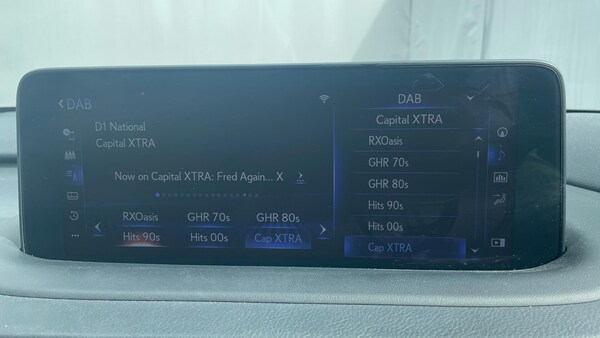 DAB
D1 National
Capital XTRA
Now on Capital XTRA: Fred Again... X
RXOasis GHR 70s GHR 80s
Hits 90s Hits 00s Cap XTRA
DAB
Capital XTRA
RXOasis
GHR 70s
GHR 80s
Hits 90s
Hits 00s
Cap XTRA